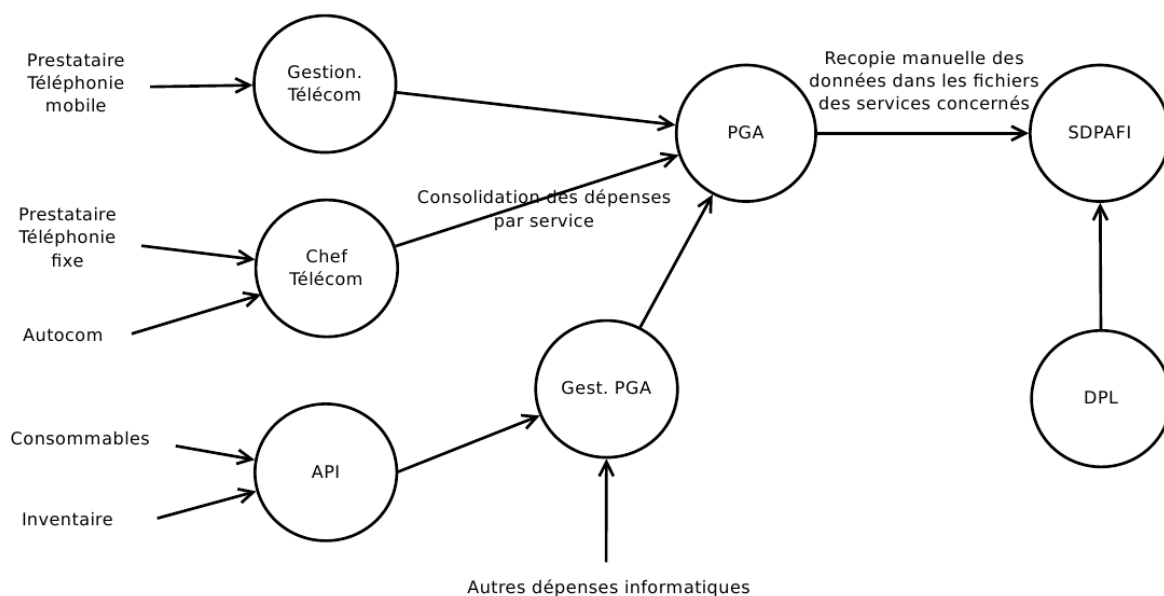 Prestataire
Téléphonie
mobile
Gestion.
Télécom
PGA
Recopie manuelle des
données dans les fichiers
des services concernés
SDPAFI
Prestataire
Téléphonie
fixe
Autocom
Chef
Télécom
Consolidation des dépenses
par service
Consommables
Inventaire
API
Gest. PGA
Autres dépenses informatiques
DPL